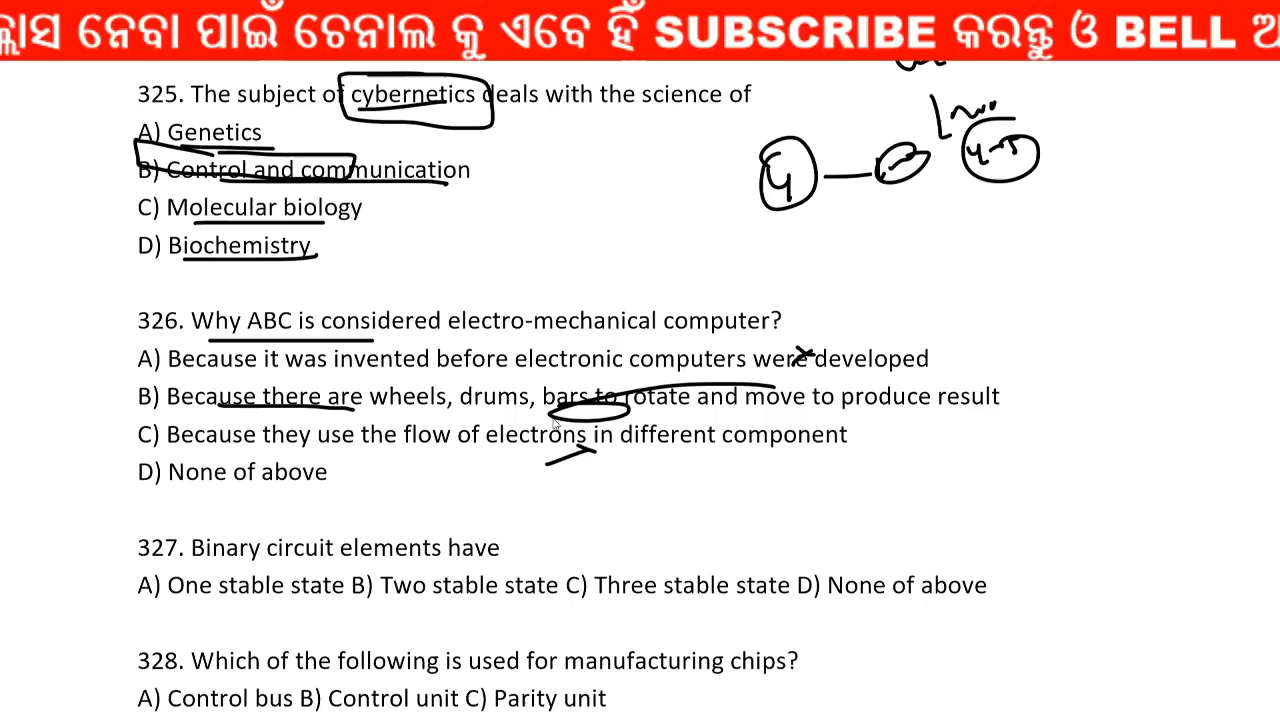 ଲାସ ନେବା ପାଇଁ ଚେନାଲ କୁ ଏବେ ହିଁ SUBSCRIBE କରନ୍ତୁ ଓ BELL ଅ
325. The subject of cybernetics deals with the science of
A) Genetics
B) Control and communication
C) Molecular biology
D) Biochemistry
326. Why ABC is considered electro-mechanical computer?
A) Because it was invented before electronic computers were developed
B) Because there are wheels, drums, bars to rotate and move to produce result
C) Because they use the flow of electrons in different component
D) None of above
327. Binary circuit elements have
A) One stable state B) Two stable state C) Three stable state D) None of above
328. Which of the following is used for manufacturing chips?
A) Control bus B) Control unit C) Parity unit